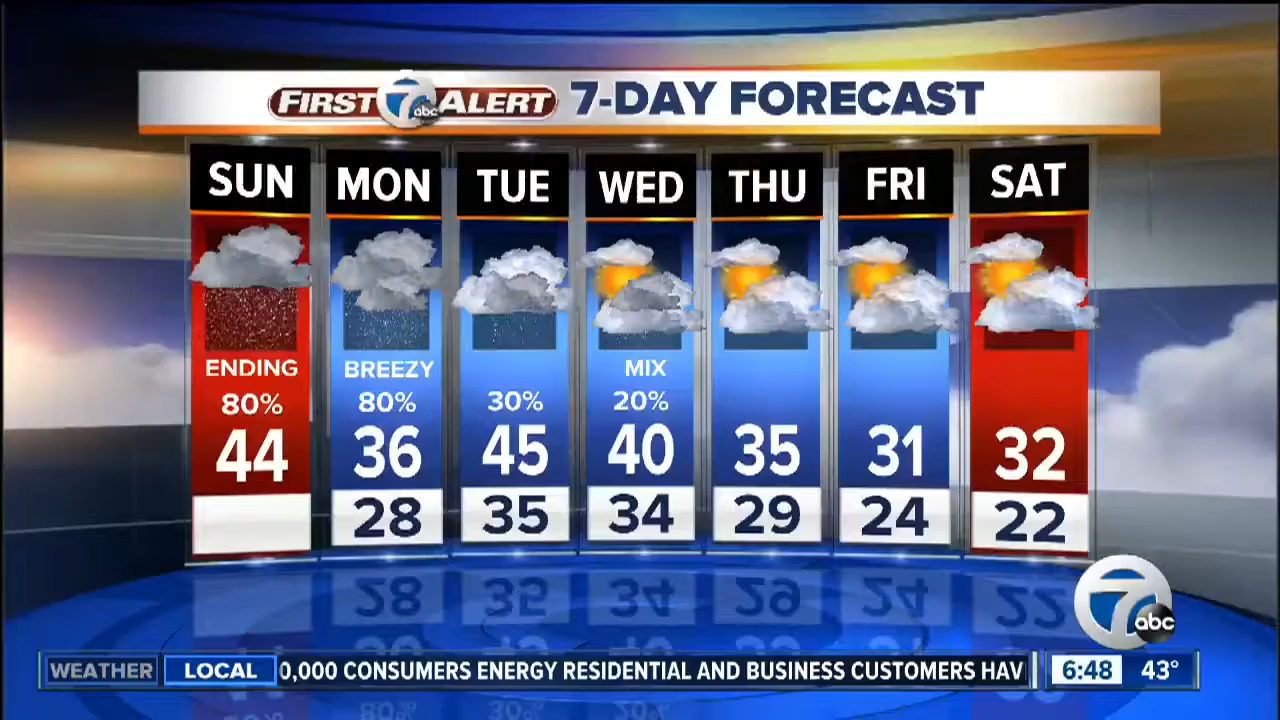 FIRST 7 abc ALERT 7-DAY FORECAST
SUN MON TUE WED THU FRI SAT
ENDING BREEZY MIX
80% 80% 30% 20%
44 36 45 40 35 31 32
28 35 34 29 24 22
7 abc
WEATHER LOCAL 0,000 CONSUMERS ENERGY RESIDENTIAL AND BUSINESS CUSTOMERS HAV 6:48 43°